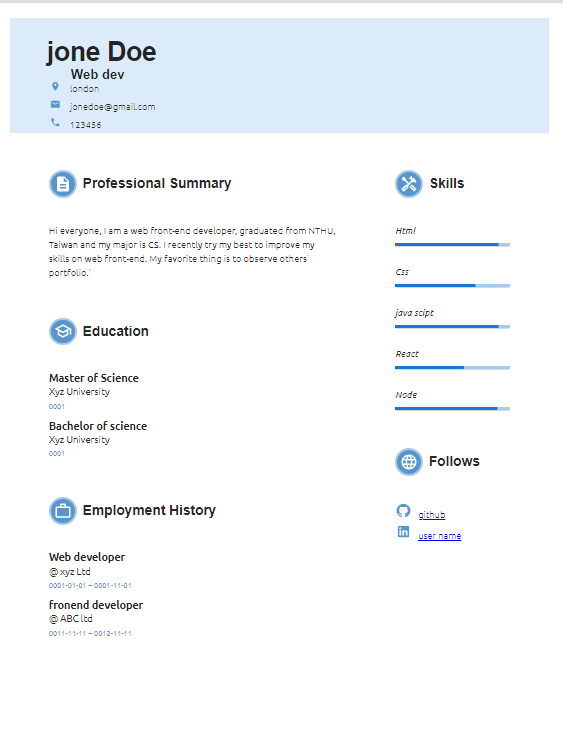 jone Doe
Web dev
london
jonedoe@gmail.com
123456
Professional Summary
Hi everyone, I am a web front-end developer, graduated from NTHU,
Taiwan and my major is CS. I recently try my best to improve my
skills on web front-end. My favorite thing is to observe others'
portfolio.`
Education
Master of Science
Xyz University
0001
Bachelor of science
Xyz University
0001
Employment History
Web developer
@ xyz Ltd
0001-01-01 – 0001-11-01
fronend developer
@ ABC ltd
0011-11-11 – 0012-11-11
Skills
Html
Css
java scipt
React
Node
Follows
github
user name